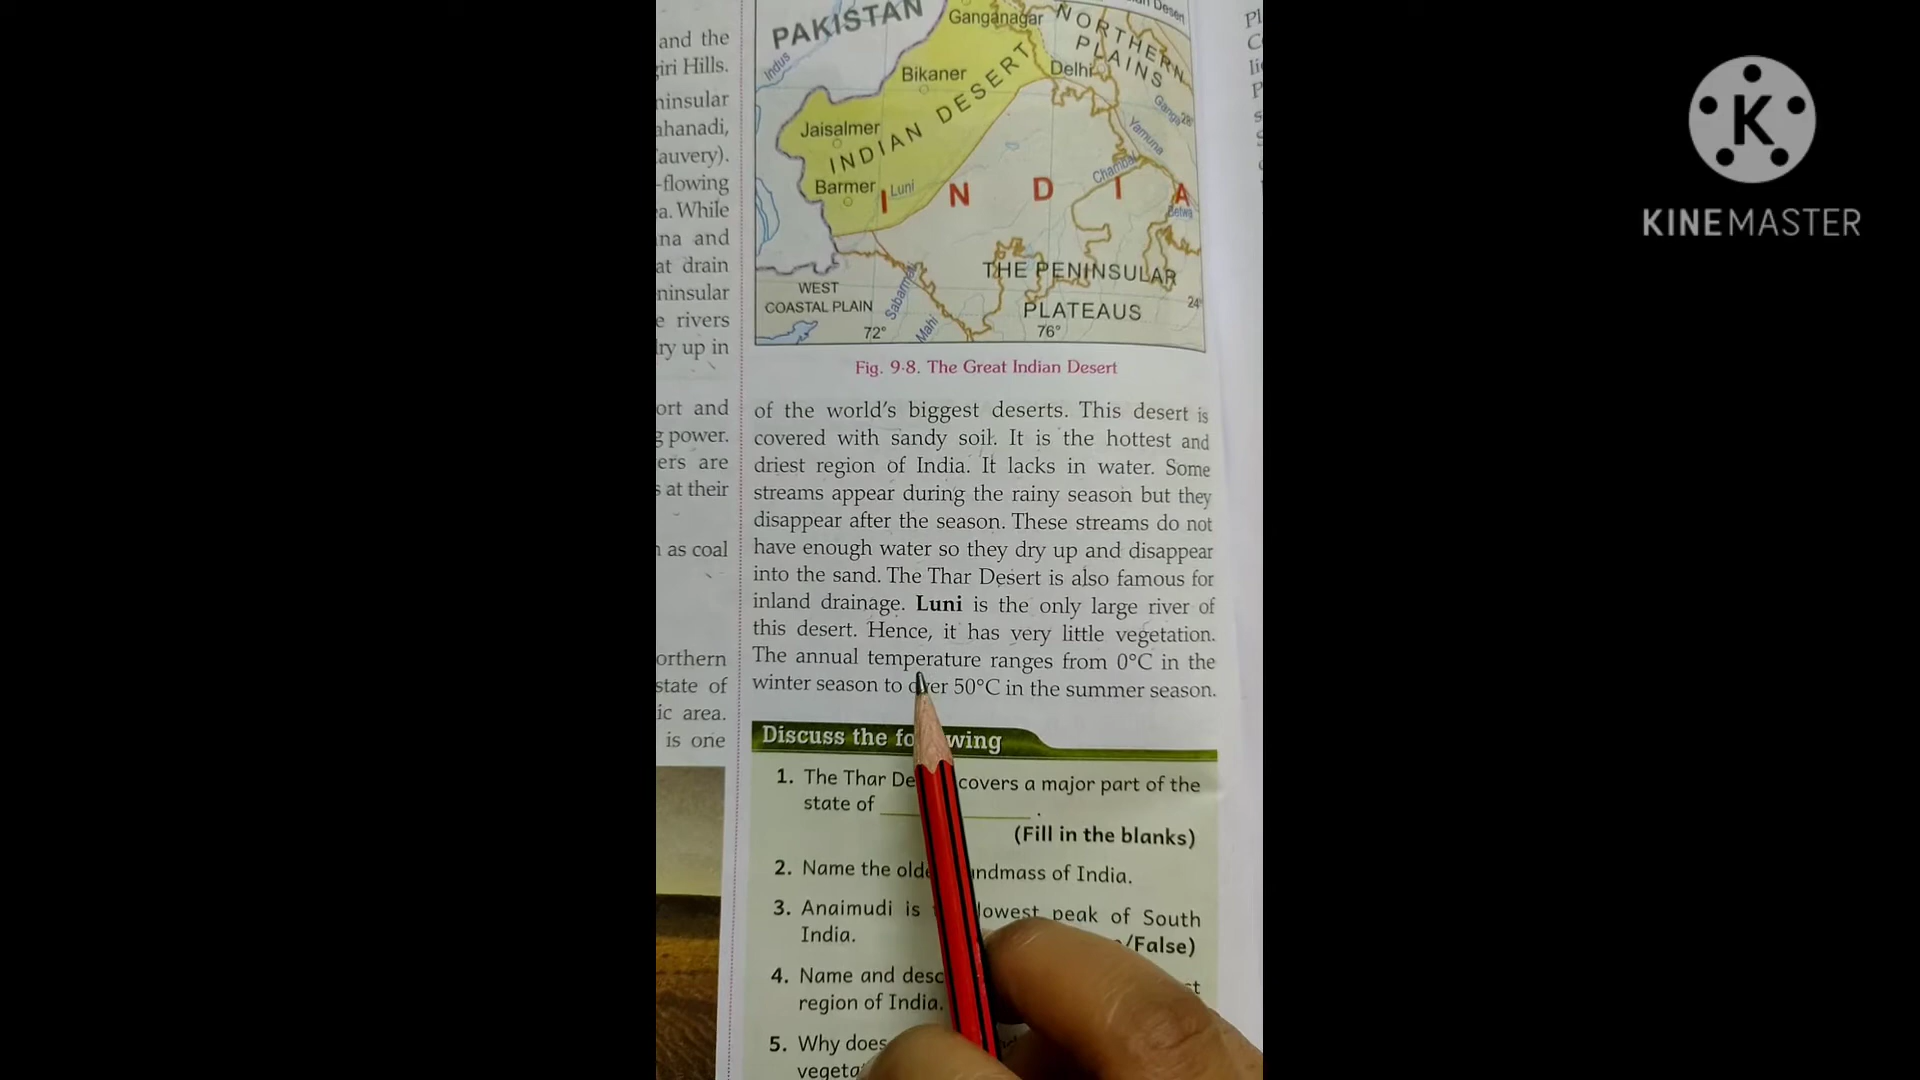 and the
iri Hills.
ninsular
ahanadi,
auvery).
-flowing
a. While
na and
at drain
ninsular
e rivers
ry up in
ort and
power.
ers are
s at their
as coal
orthern
state of
ic area.
is one
PAKISTAN
Indus
Ganganagar
NORTHERN
PLAINS
Bikaner
Delhi
INDIAN DESERT
Jaisalmer
Ganga
28°
Yamuna
Chambal
Barmer
Luni
INDIA
Betwa
THE PENINSULAR
PLATEAUS
WEST
COASTAL PLAIN
Sabarmati
Mahi
24°
72°
76°
Fig. 9·8. The Great Indian Desert
of the world's biggest deserts. This desert is
covered with sandy soil. It is the hottest and
driest region of India. It lacks in water. Some
streams appear during the rainy season but they
disappear after the season. These streams do not
have enough water so they dry up and disappear
into the sand. The Thar Desert is also famous for
inland drainage. Luni is the only large river of
this desert. Hence, it has very little vegetation.
The annual temperature ranges from 0°C in the
winter season to over 50°C in the summer season.
Discuss the following
1. The Thar De covers a major part of the
state of ____________.
(Fill in the blanks)
2. Name the olde ndmass of India.
3. Anaimudi is lowest peak of South
India. /False)
4. Name and desc st
region of India.
5. Why does
vegeta
K
KINEMASTER